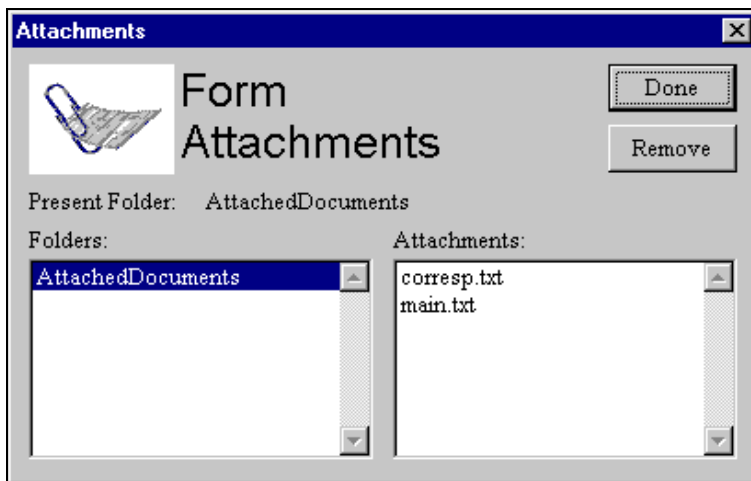 Attachments
Form
Attachments
Done
Remove
Present Folder: AttachedDocuments
Folders:
Attachments:
AttachedDocuments
corresp.txt
main.txt